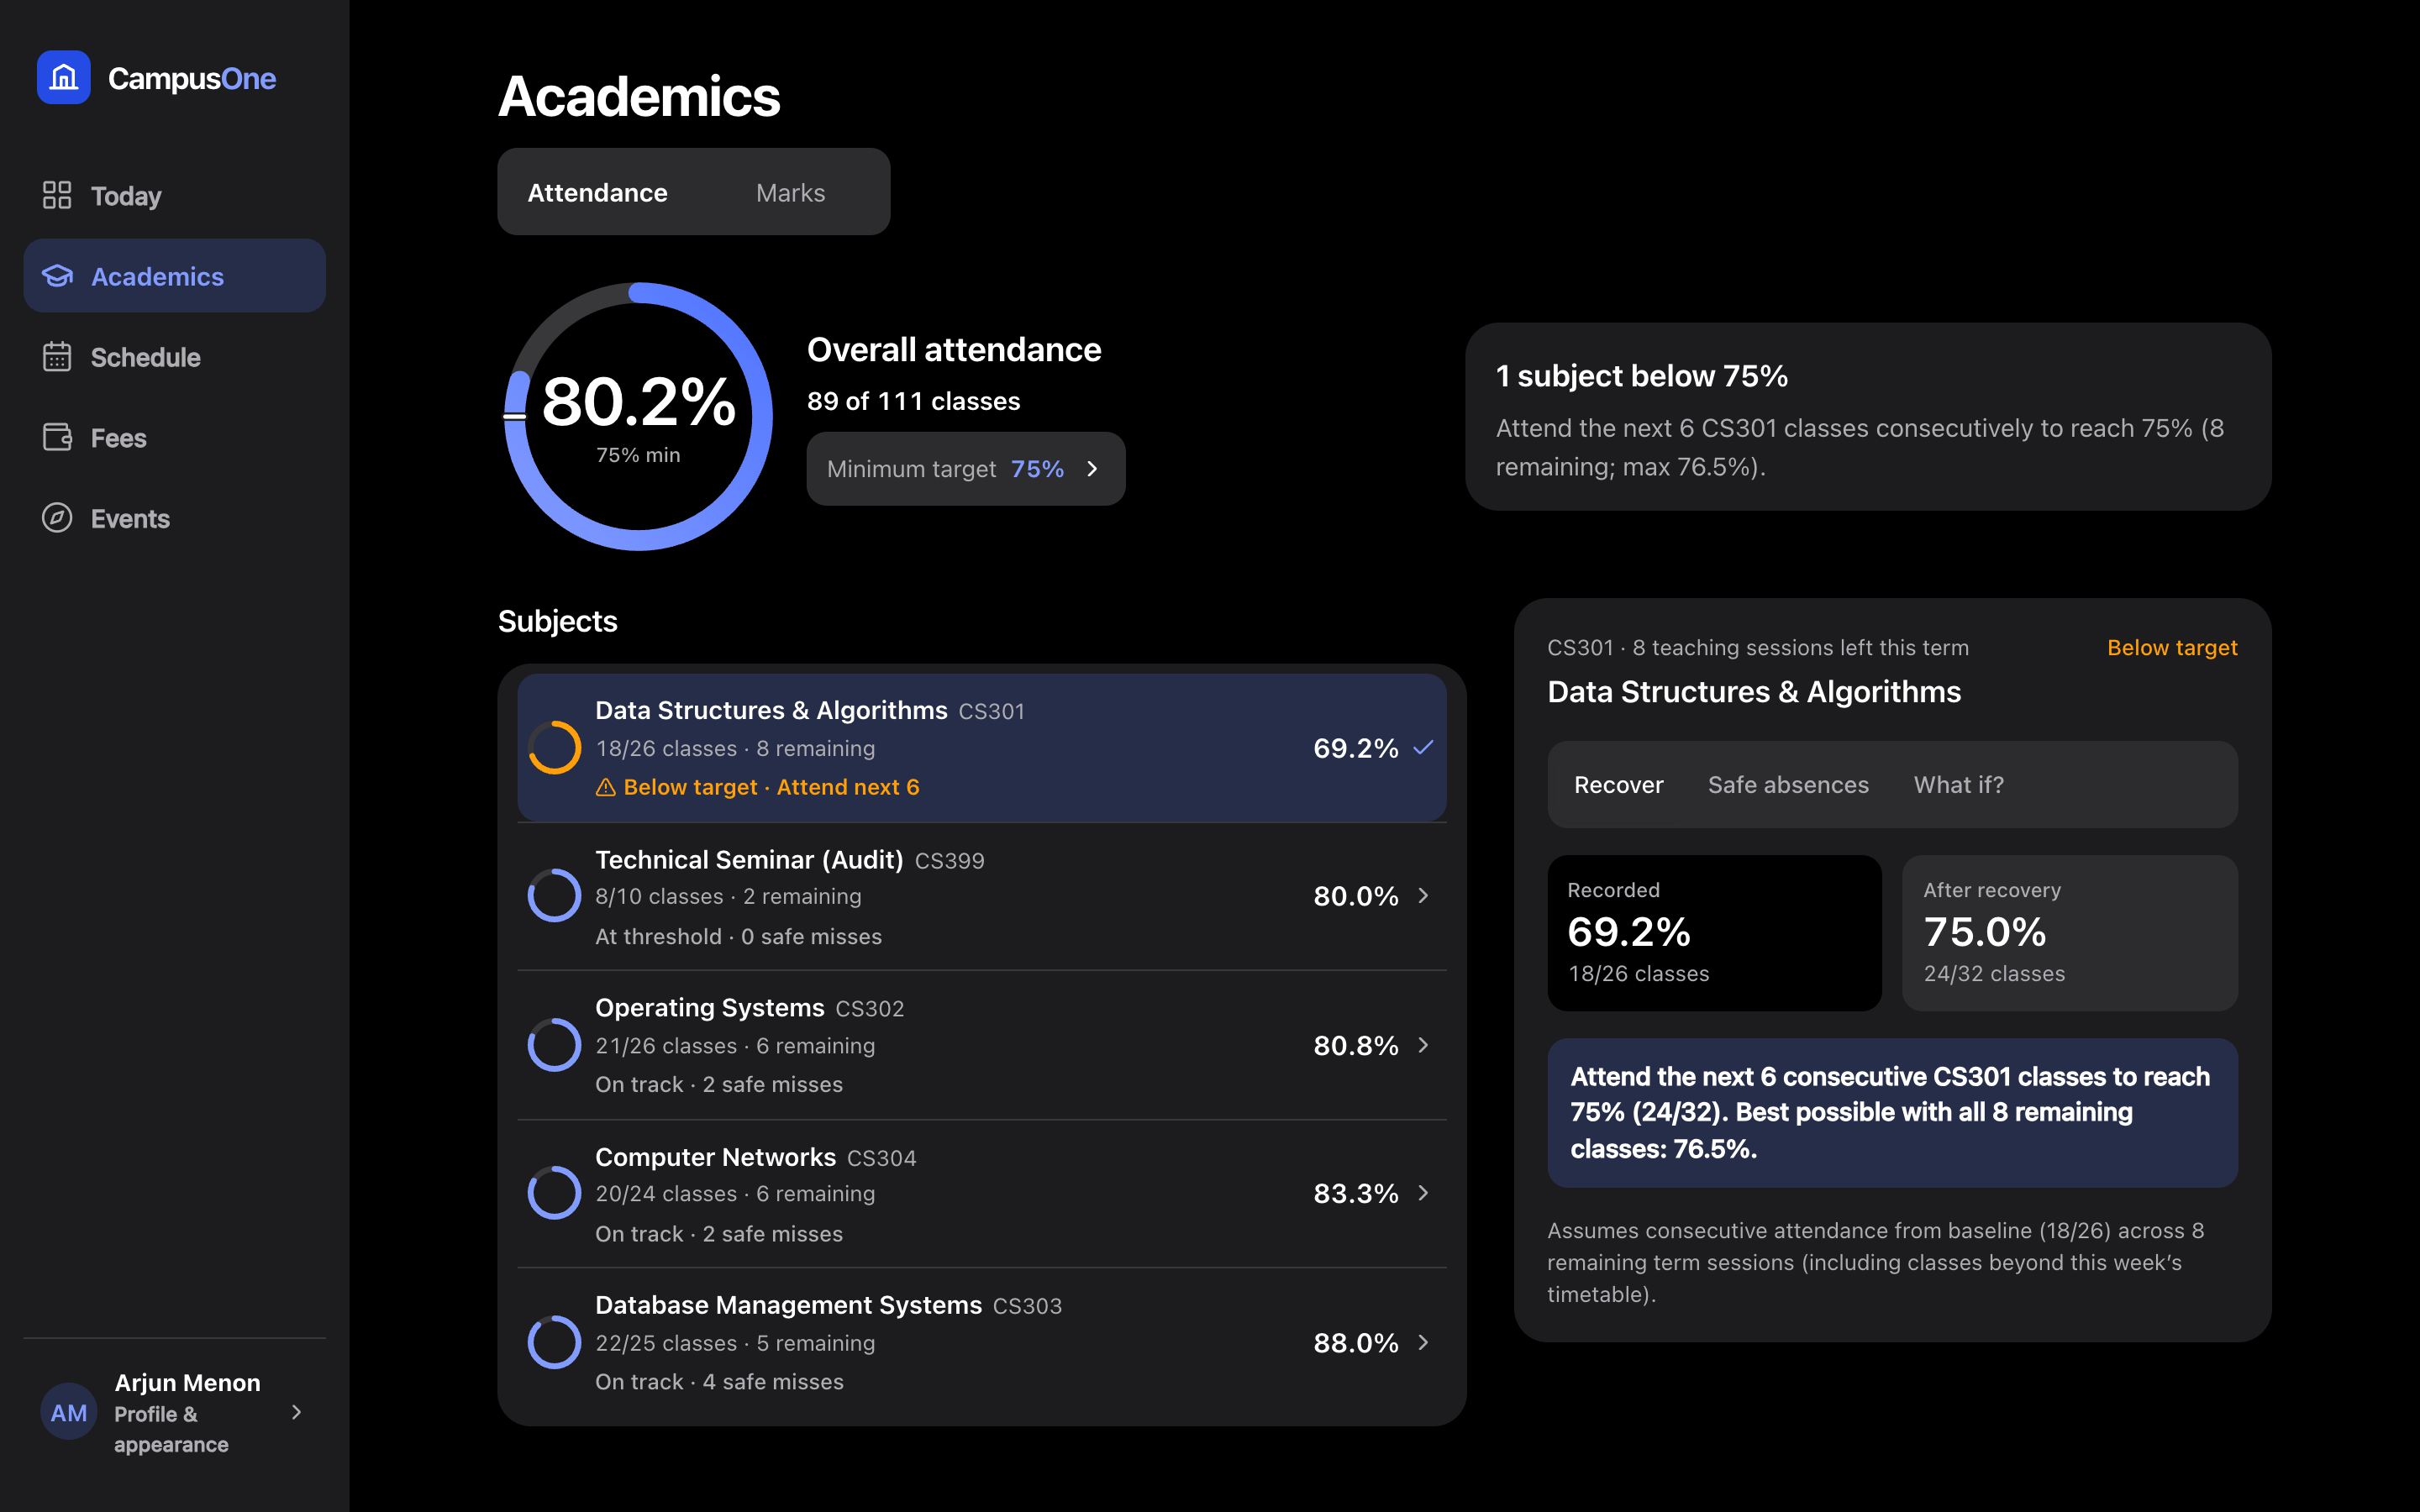 CampusOne
Today
Academics
Schedule
Fees
Events
AM
Arjun Menon
Profile &
appearance
Academics
Attendance
Marks
80.2%
75% min
Overall attendance
89 of 111 classes
Minimum target 75%
1 subject below 75%
Attend the next 6 CS301 classes consecutively to reach 75% (8
remaining; max 76.5%).
Subjects
Data Structures & Algorithms CS301
18/26 classes · 8 remaining
Below target · Attend next 6
69.2%
Technical Seminar (Audit) CS399
8/10 classes · 2 remaining
At threshold · 0 safe misses
80.0%
Operating Systems CS302
21/26 classes · 6 remaining
On track · 2 safe misses
80.8%
Computer Networks CS304
20/24 classes · 6 remaining
On track · 2 safe misses
83.3%
Database Management Systems CS303
22/25 classes · 5 remaining
On track · 4 safe misses
88.0%
CS301 · 8 teaching sessions left this term
Below target
Data Structures & Algorithms
Recover
Safe absences
What if?
Recorded
69.2%
18/26 classes
After recovery
75.0%
24/32 classes
Attend the next 6 consecutive CS301 classes to reach
75% (24/32). Best possible with all 8 remaining
classes: 76.5%.
Assumes consecutive attendance from baseline (18/26) across 8
remaining term sessions (including classes beyond this week’s
timetable).